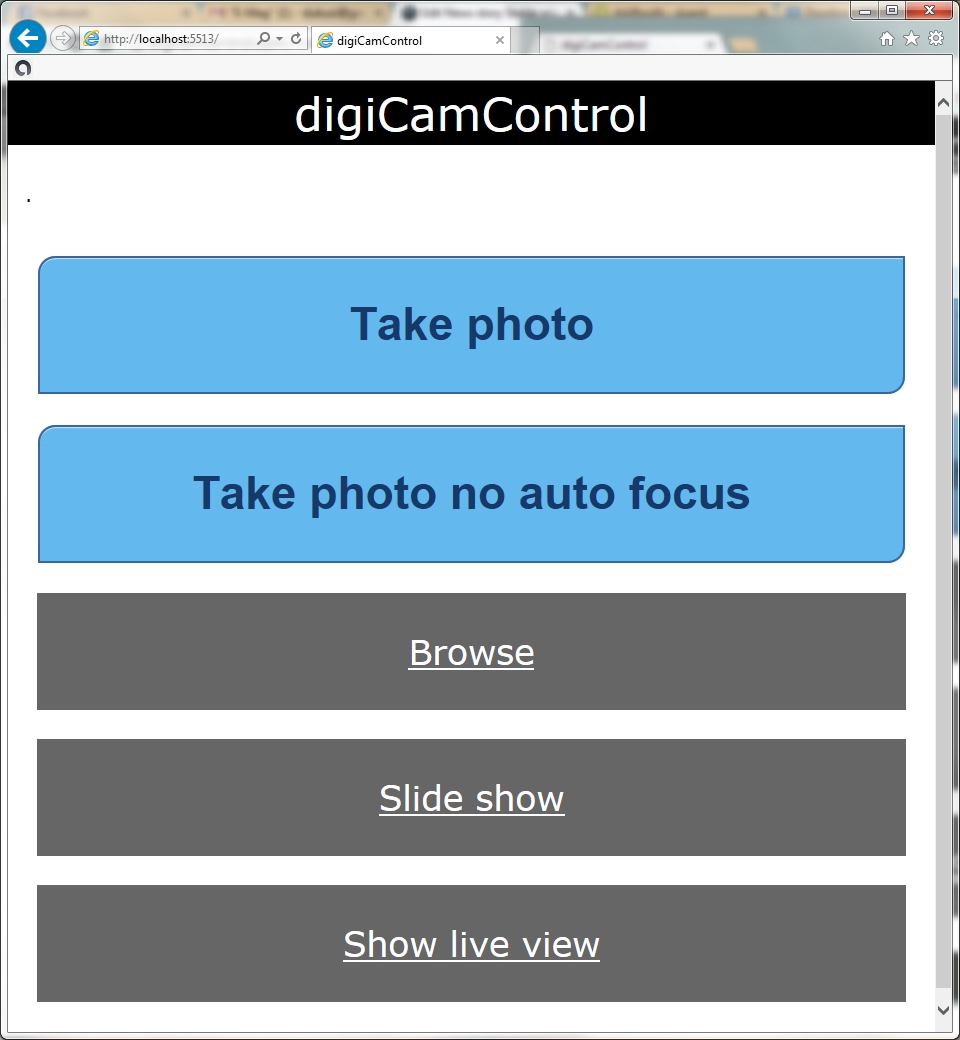 http://localhost:5513/
digiCamControl
digiCamControl
.
Take photo
Take photo no auto focus
Browse
Slide show
Show live view